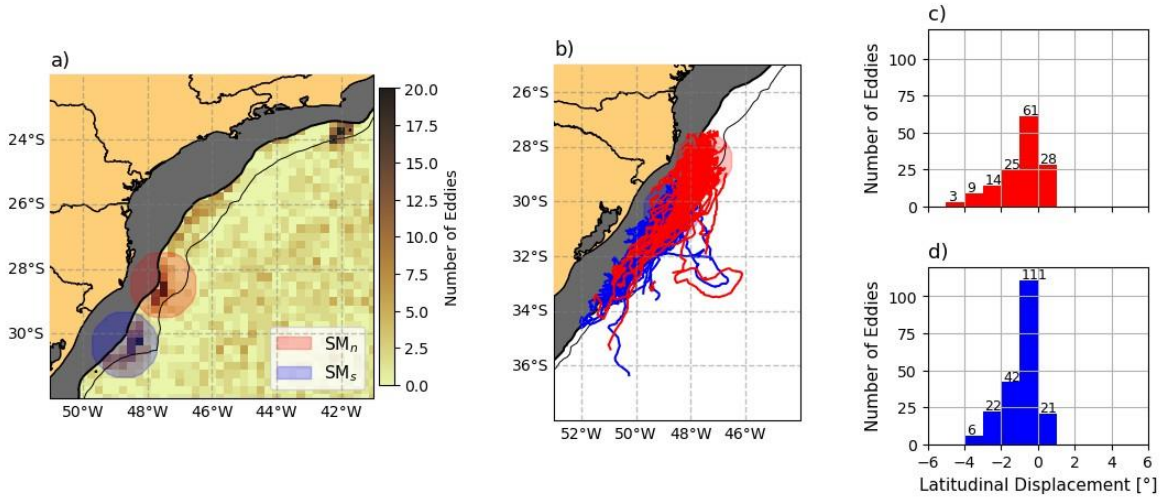 a)
24°S
26°S
28°S
30°S
50°W 48°W 46°W 44°W 42°W
SMn
SMs
20.0
17.5
15.0
12.5
10.0
7.5
5.0
2.5
0.0
Number of Eddies
b)
26°S
28°S
30°S
32°S
34°S
36°S
52°W 50°W 48°W 46°W
c)
Number of Eddies
100
75
50
25
0
3 9 14 25 61 28
d)
Number of Eddies
100
75
50
25
0
6 22 42 111 21
−6 −4 −2 0 2 4 6
Latitudinal Displacement [°]